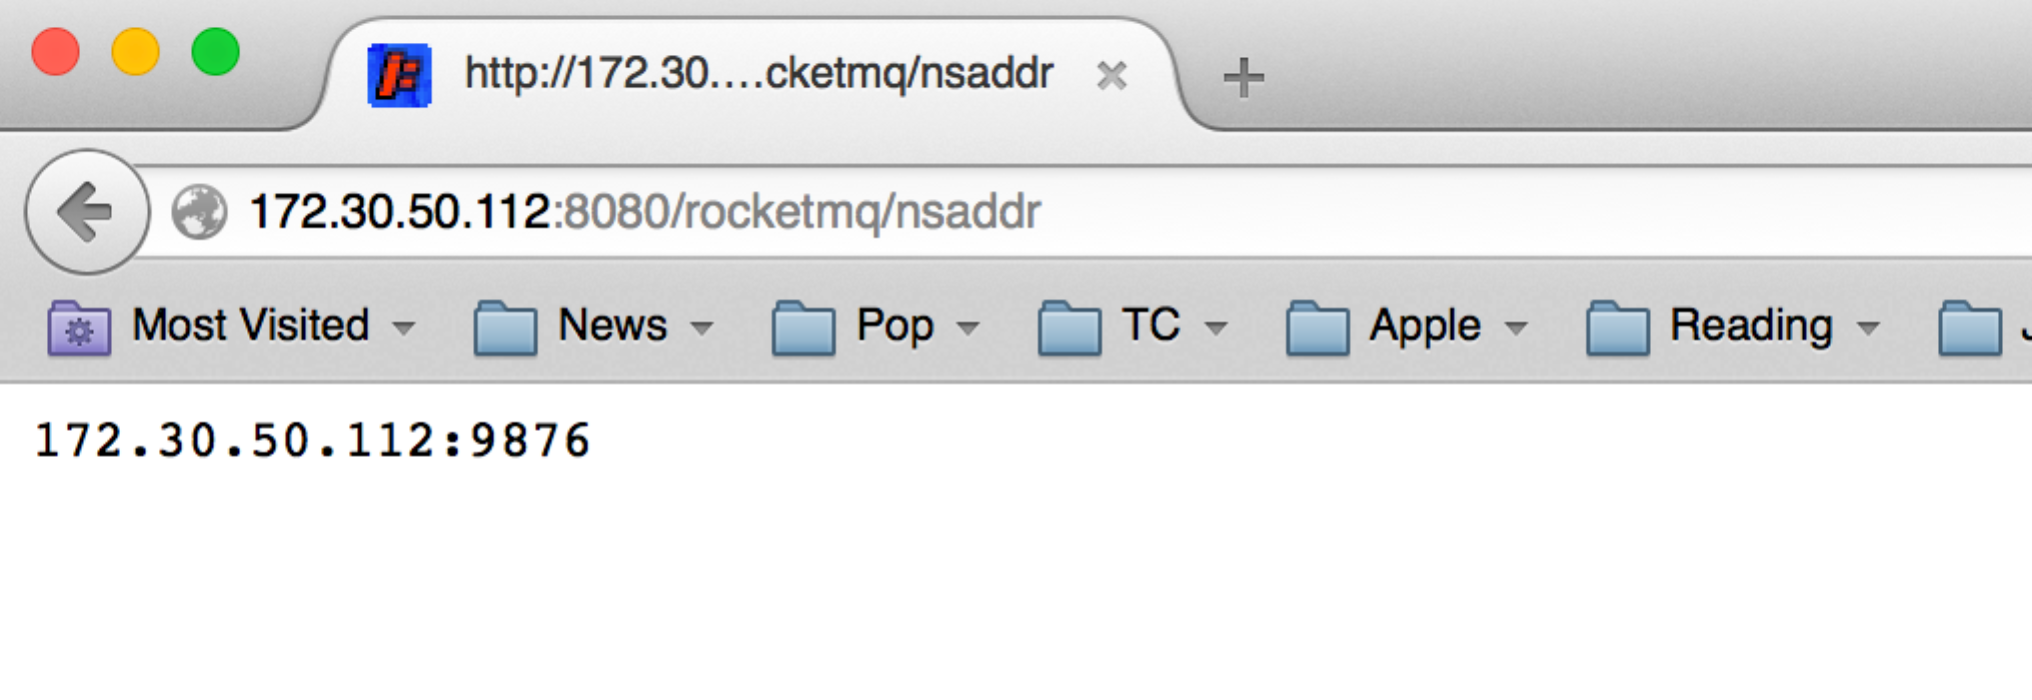 http://172.30....cketmq/nsaddr
172.30.50.112:8080/rocketmq/nsaddr
Most Visited News Pop TC Apple Reading
172.30.50.112:9876